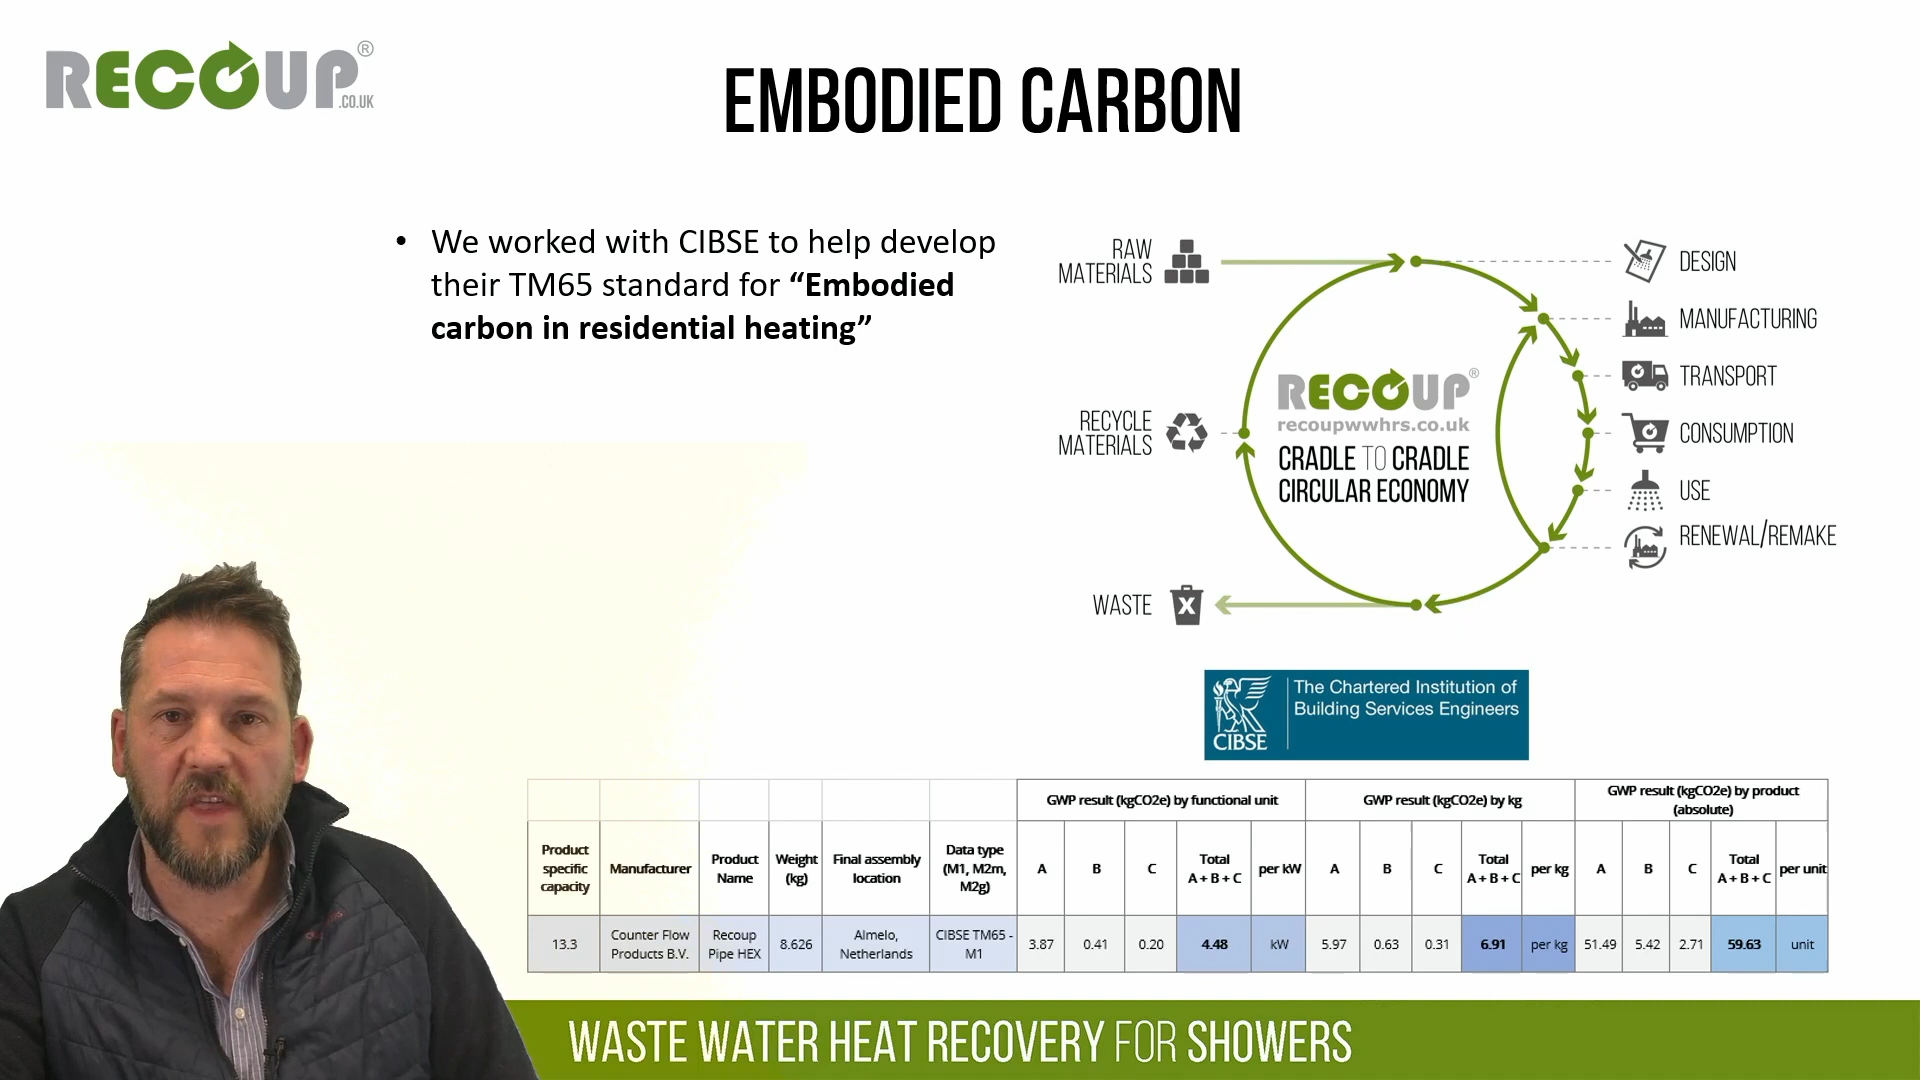 RECOUP®
.CO.UK
EMBODIED CARBON
• We worked with CIBSE to help develop
their TM65 standard for “Embodied
carbon in residential heating”
RAW
MATERIALS
RECYCLE
MATERIALS
WASTE
RECOUP®
recoupwwhrs.co.uk
CRADLE TO CRADLE
CIRCULAR ECONOMY
DESIGN
MANUFACTURING
TRANSPORT
CONSUMPTION
USE
RENEWAL/REMAKE
CIBSE
The Chartered Institution of
Building Services Engineers
GWP result (kgCO2e) by functional unit
GWP result (kgCO2e) by kg
GWP result (kgCO2e) by product
(absolute)
Product
specific
capacity
Manufacturer
Product
Name
Weight
(kg)
Final assembly
location
Data type
(M1, M2m,
M2g)
A
B
C
Total
A + B + C
per kW
A
B
C
Total
A + B + C
per kg
A
B
C
Total
A + B + C
per unit
13.3
Counter Flow
Products B.V.
Recoup
Pipe HEX
8.626
Almelo,
Netherlands
CIBSE TM65 -
M1
3.87
0.41
0.20
4.48
kW
5.97
0.63
0.31
6.91
per kg
51.49
5.42
2.71
59.63
unit
WASTE WATER HEAT RECOVERY FOR SHOWERS